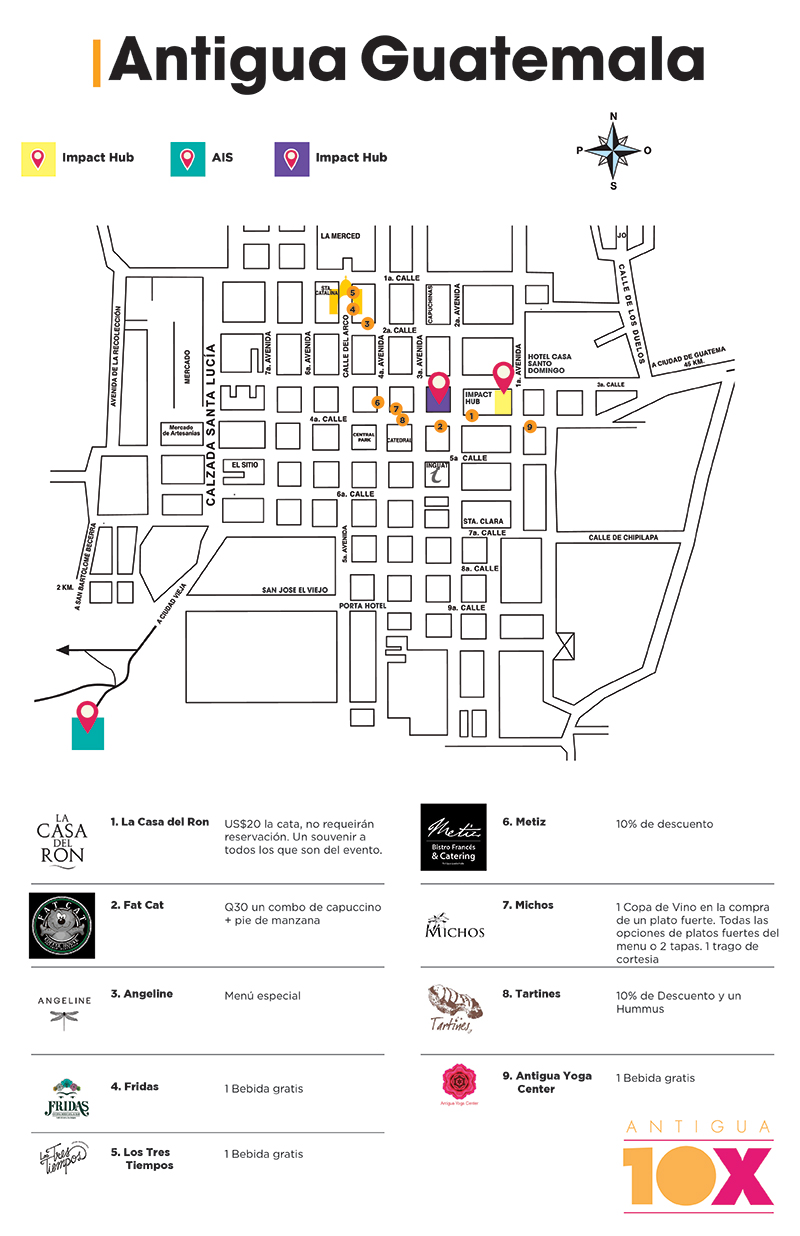 Antigua Guatemala
Impact Hub
AIS
Impact Hub
N
P
O
S
LA MERCED
JO
1a. CALLE
STA.
CATALINA
5
4
3
CAPUCHINAS
2a. AVENIDA
CALLE DE LOS DUELOS
AVENIDA DE LA RECOLECCIÓN
MERCADO
CALZADA SANTA LUCÍA
7a. AVENIDA
6a. AVENIDA
CALLE DEL ARCO
2a. CALLE
4a. AVENIDA
3a. AVENIDA
1a. AVENIDA
HOTEL CASA
SANTO
DOMINGO
A CIUDAD DE GUATEMA
45 KM.
3a. CALLE
IMPACT
HUB
6
7
8
1
2
9
4a. CALLE
Mercado
de Artesanías
CENTRAL
PARK
CATEDRAL
5a CALLE
EL SITIO
INGUAT
i
6a. CALLE
STA. CLARA
7a. CALLE
5a. AVENIDA
CALLE DE CHIPILAPA
8a. CALLE
2 KM.
A SAN BARTOLOME BECERRA
A CIUDAD VIEJA
SAN JOSE EL VIEJO
PORTA HOTEL
9a. CALLE
LA
CASA
DEL
RON
1. La Casa del Ron
US$20 la cata, no requeirán
reservación. Un souvenir a
todos los que son del evento.
FAT CAT
COFFEE HOUSE
2. Fat Cat
Q30 un combo de capuccino
+ pie de manzana
ANGELINE
3. Angeline
Menú especial
FRIDAS
4. Fridas
1 Bebida gratis
Los Tres
Tiempos
5. Los Tres
Tiempos
1 Bebida gratis
Metiz
Bistro Francés
& Catering
6. Metiz
10% de descuento
MICHOS
7. Michos
1 Copa de Vino en la compra
de un plato fuerte. Todas las
opciones de platos fuertes del
menu o 2 tapas. 1 trago de
cortesia
Tartines
8. Tartines
10% de Descuento y un
Hummus
Antigua Yoga Center
9. Antigua Yoga
Center
1 Bebida gratis
ANTIGUA
10X